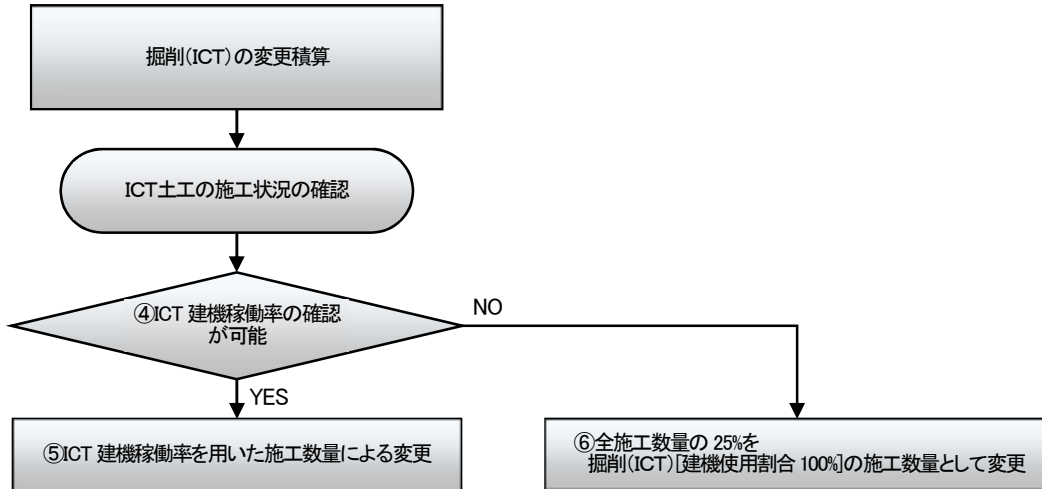 掘削(ICT)の変更積算
ICT土工の施工状況の確認
④ICT 建機稼働率の確認
が可能
NO
YES
⑤ICT 建機稼働率を用いた施工数量による変更
⑥全施工数量の 25%を
掘削(ICT)[建機使用割合 100%]の施工数量として変更